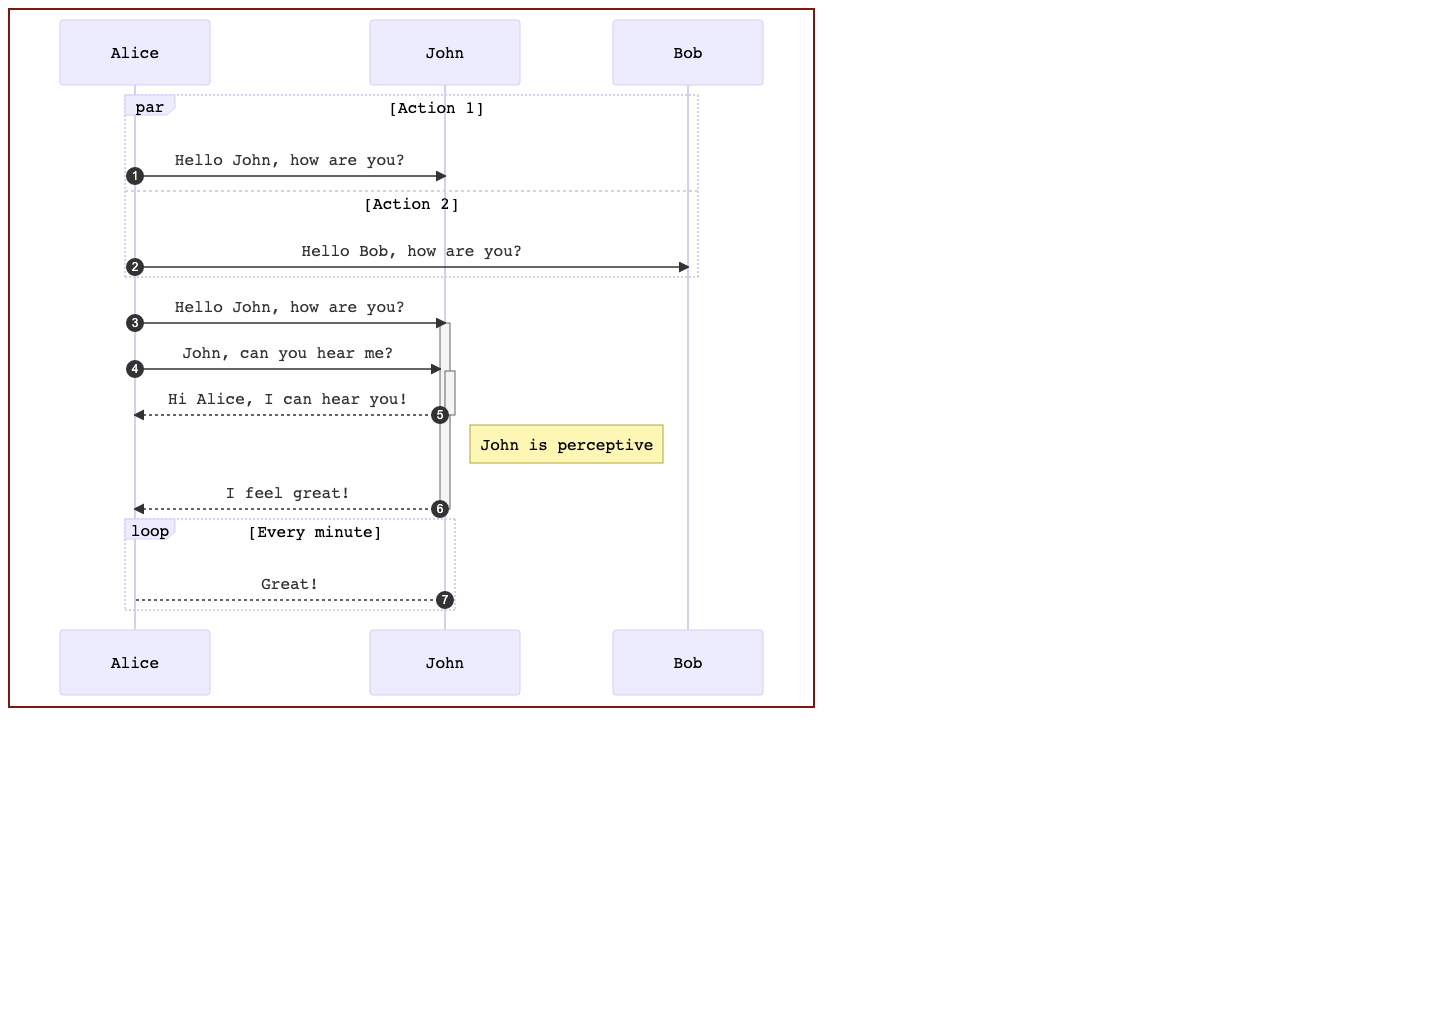 Alice
John
Bob
par
[Action 1]
Hello John, how are you?
1
[Action 2]
Hello Bob, how are you?
2
Hello John, how are you?
3
John, can you hear me?
4
Hi Alice, I can hear you!
5
John is perceptive
I feel great!
6
loop
[Every minute]
Great!
7
Alice
John
Bob